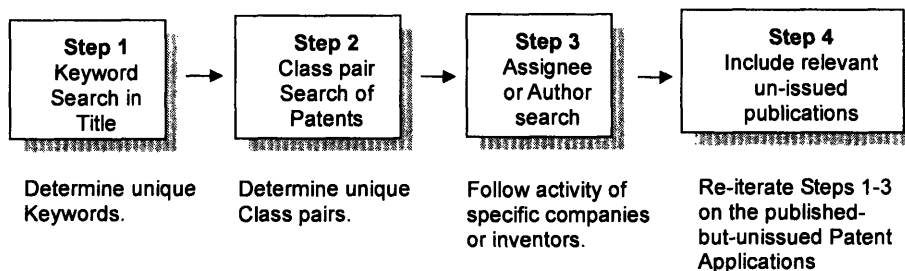 Step 1
Keyword
Search in
Title
Step 2
Class pair
Search of
Patents
Step 3
Assignee
or Author
search
Step 4
Include relevant
un-issued
publications
Determine unique
Keywords.
Determine unique
Class pairs.
Follow activity of
specific companies
or inventors.
Re-iterate Steps 1-3
on the published-
but-unissued Patent
Applications